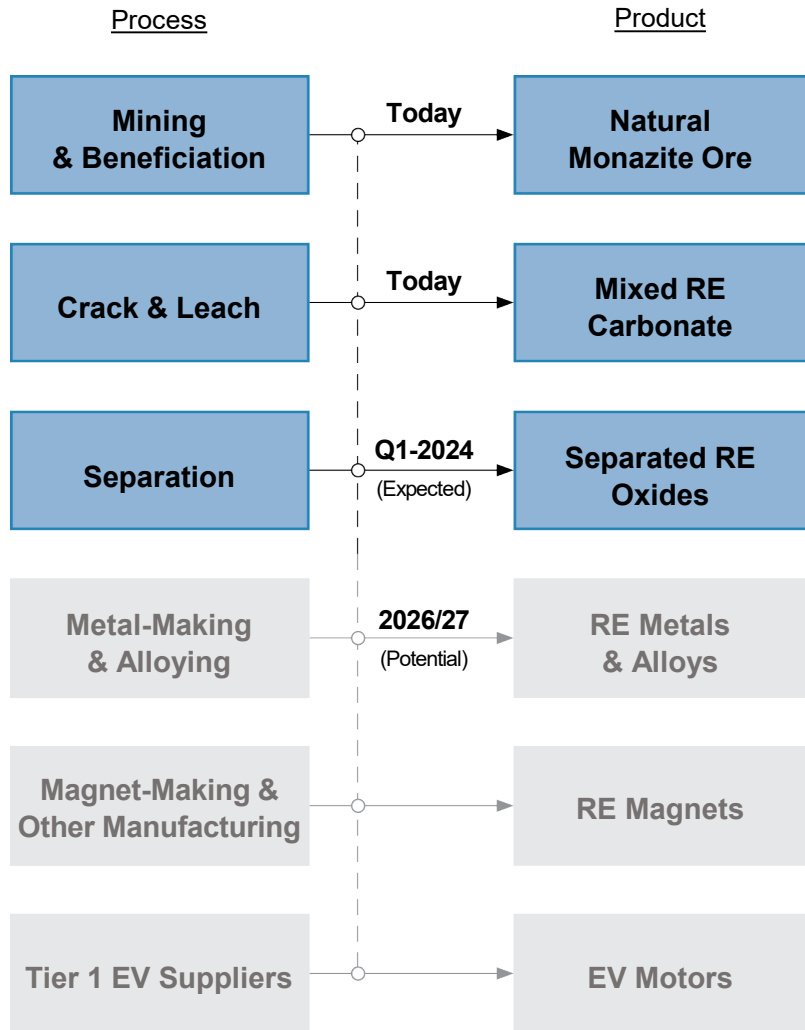 Process
Product
Mining
& Beneficiation
Today
Natural
Monazite Ore
Crack & Leach
Today
Mixed RE
Carbonate
Separation
Q1-2024
(Expected)
Separated RE
Oxides
Metal-Making
& Alloying
2026/27
(Potential)
RE Metals
& Alloys
Magnet-Making &
Other Manufacturing
RE Magnets
Tier 1 EV Suppliers
EV Motors